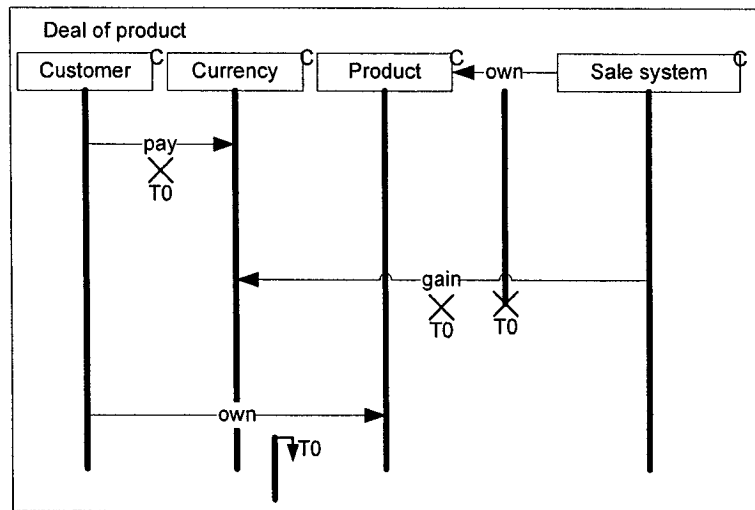 Deal of product
Customer C Currency C Product C own Sale system C
pay
T0
gain
T0 T0
own
T0